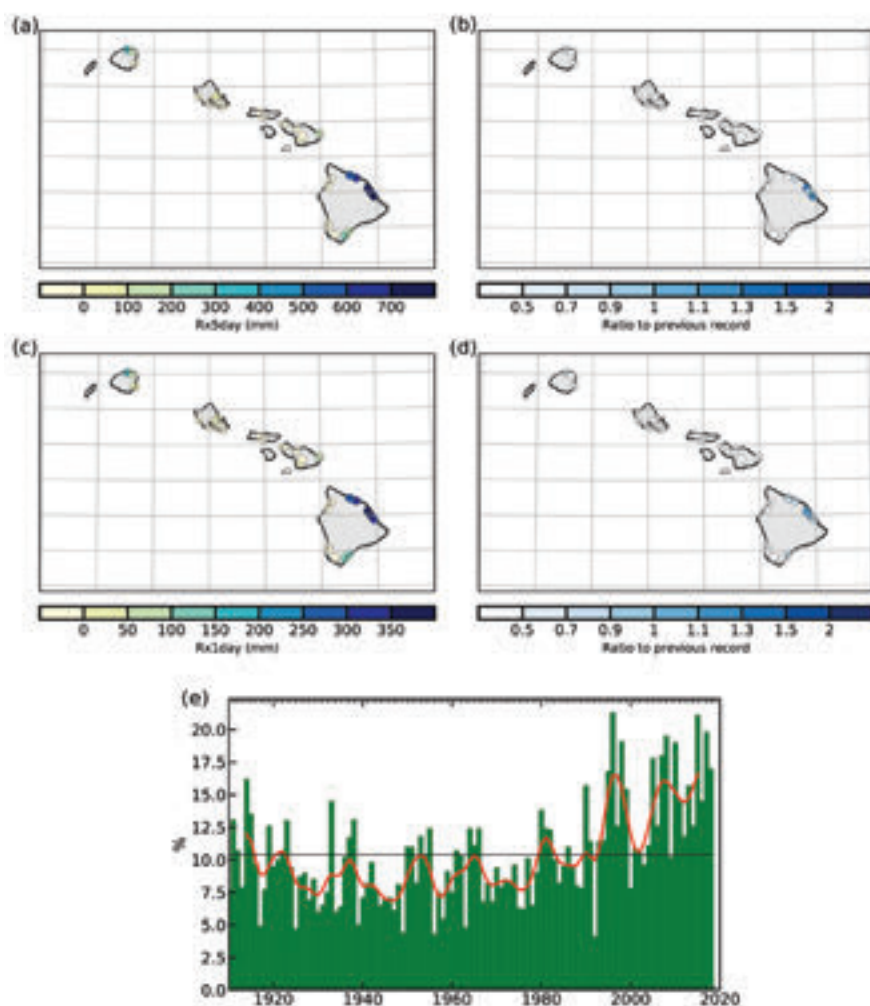 (a)
(b)
0 100 200 300 400 500 600 700
Rx5day (mm)
0.5 0.7 0.9 1 1.1 1.3 1.5 2
Ratio to previous record
(c)
(d)
0 50 100 150 200 250 300 350
Rx1day (mm)
0.5 0.7 0.9 1 1.1 1.3 1.5 2
Ratio to previous record
(e)
20.0
17.5
15.0
12.5
%
10.0
7.5
5.0
2.5
0.0
1920 1940 1960 1980 2000 2020